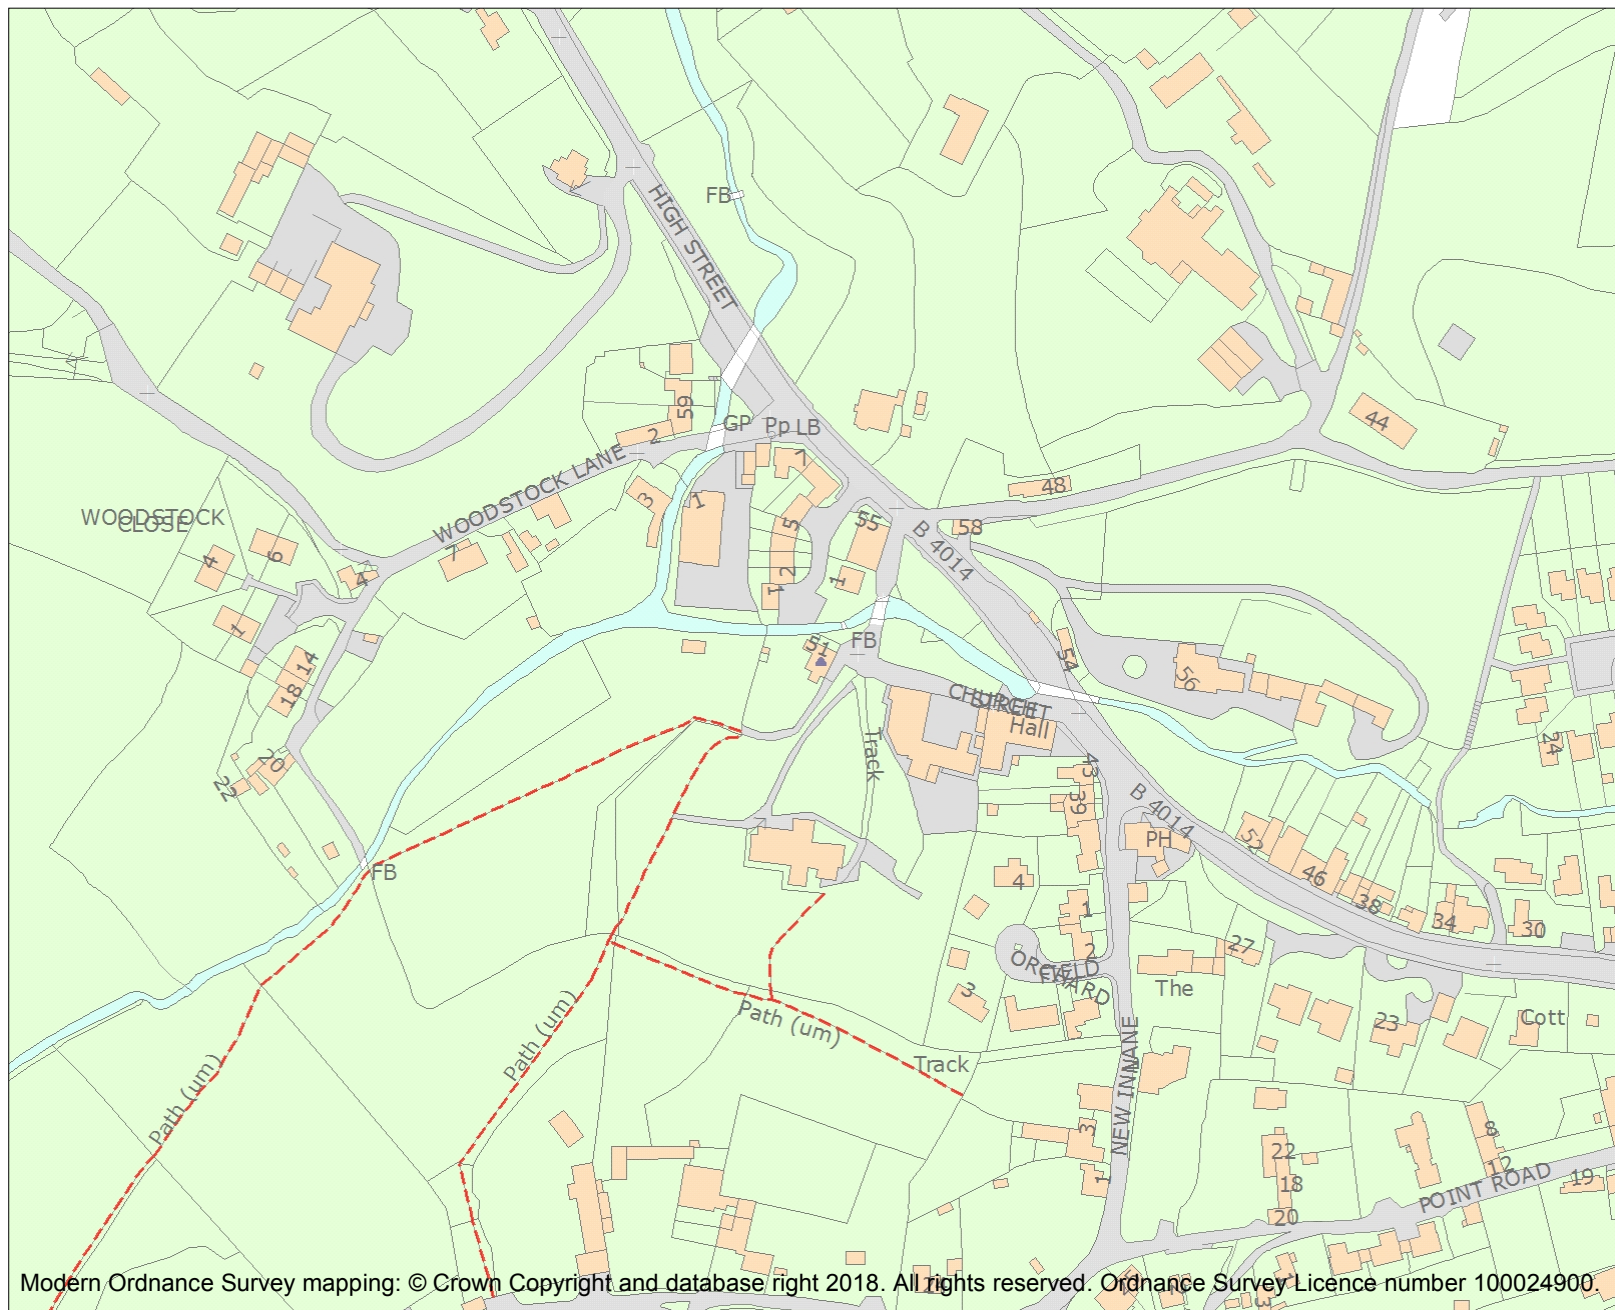 FB
HIGH STREET
59
2
GP
Pp LB
7
44
WOODSTOCK LANE
48
WOODSTOCK
CLOSE
3
1
5
55
58
B 4014
4
6
7
4
2
1
1
1
51
FB
54
56
14
18
CHURCH
STREET
Hall
Track
20
22
43
39
24
B 4014
PH
52
46
38
34
30
FB
4
1
2
27
ORCHARD
FIELD
3
The
Path (um)
Path (um)
Path (um)
23
Cott
Track
NEW INN LANE
3
1
22
18
20
8
12
19
POINT ROAD
Modern Ordnance Survey mapping: © Crown Copyright and database right 2018. All rights reserved. Ordnance Survey Licence number 100024900.